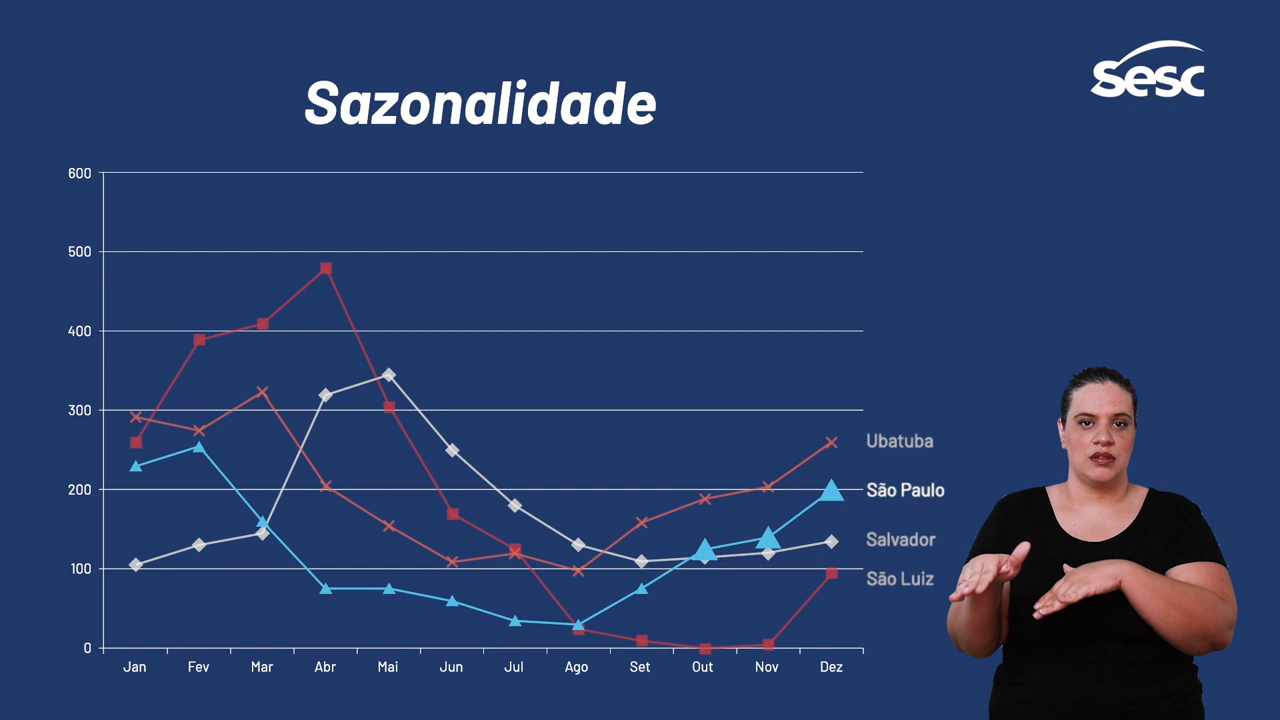 Sesc
Sazonalidade
600
500
400
300
200
100
0
Jan Fev Mar Abr Mai Jun Jul Ago Set Out Nov Dez
Ubatuba
São Paulo
Salvador
São Luiz